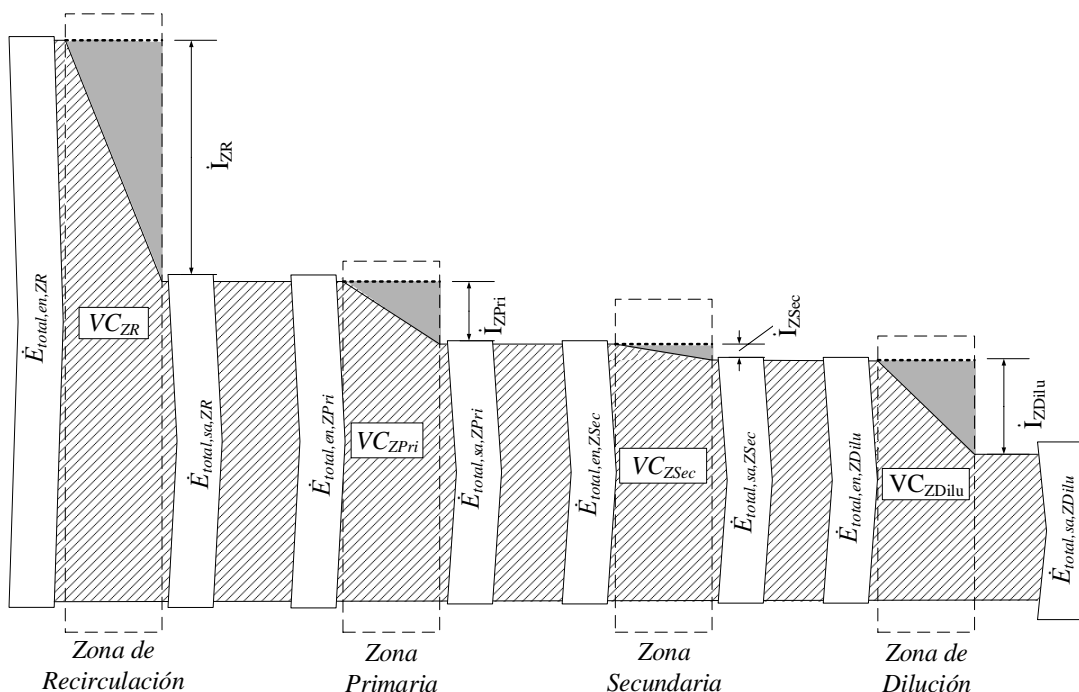 Ė_total,en,ZR
VC_ZR
Ė_total,sa,ZR
İ_ZR
Ė_total,en,ZPri
VC_ZPri
Ė_total,sa,ZPri
İ_ZPri
Ė_total,en,ZSec
VC_ZSec
Ė_total,sa,ZSec
İ_ZSec
Ė_total,en,ZDilu
VC_ZDilu
Ė_total,sa,ZDilu
İ_ZDilu
Zona de
Recirculación
Zona
Primaria
Zona
Secundaria
Zona de
Dilución